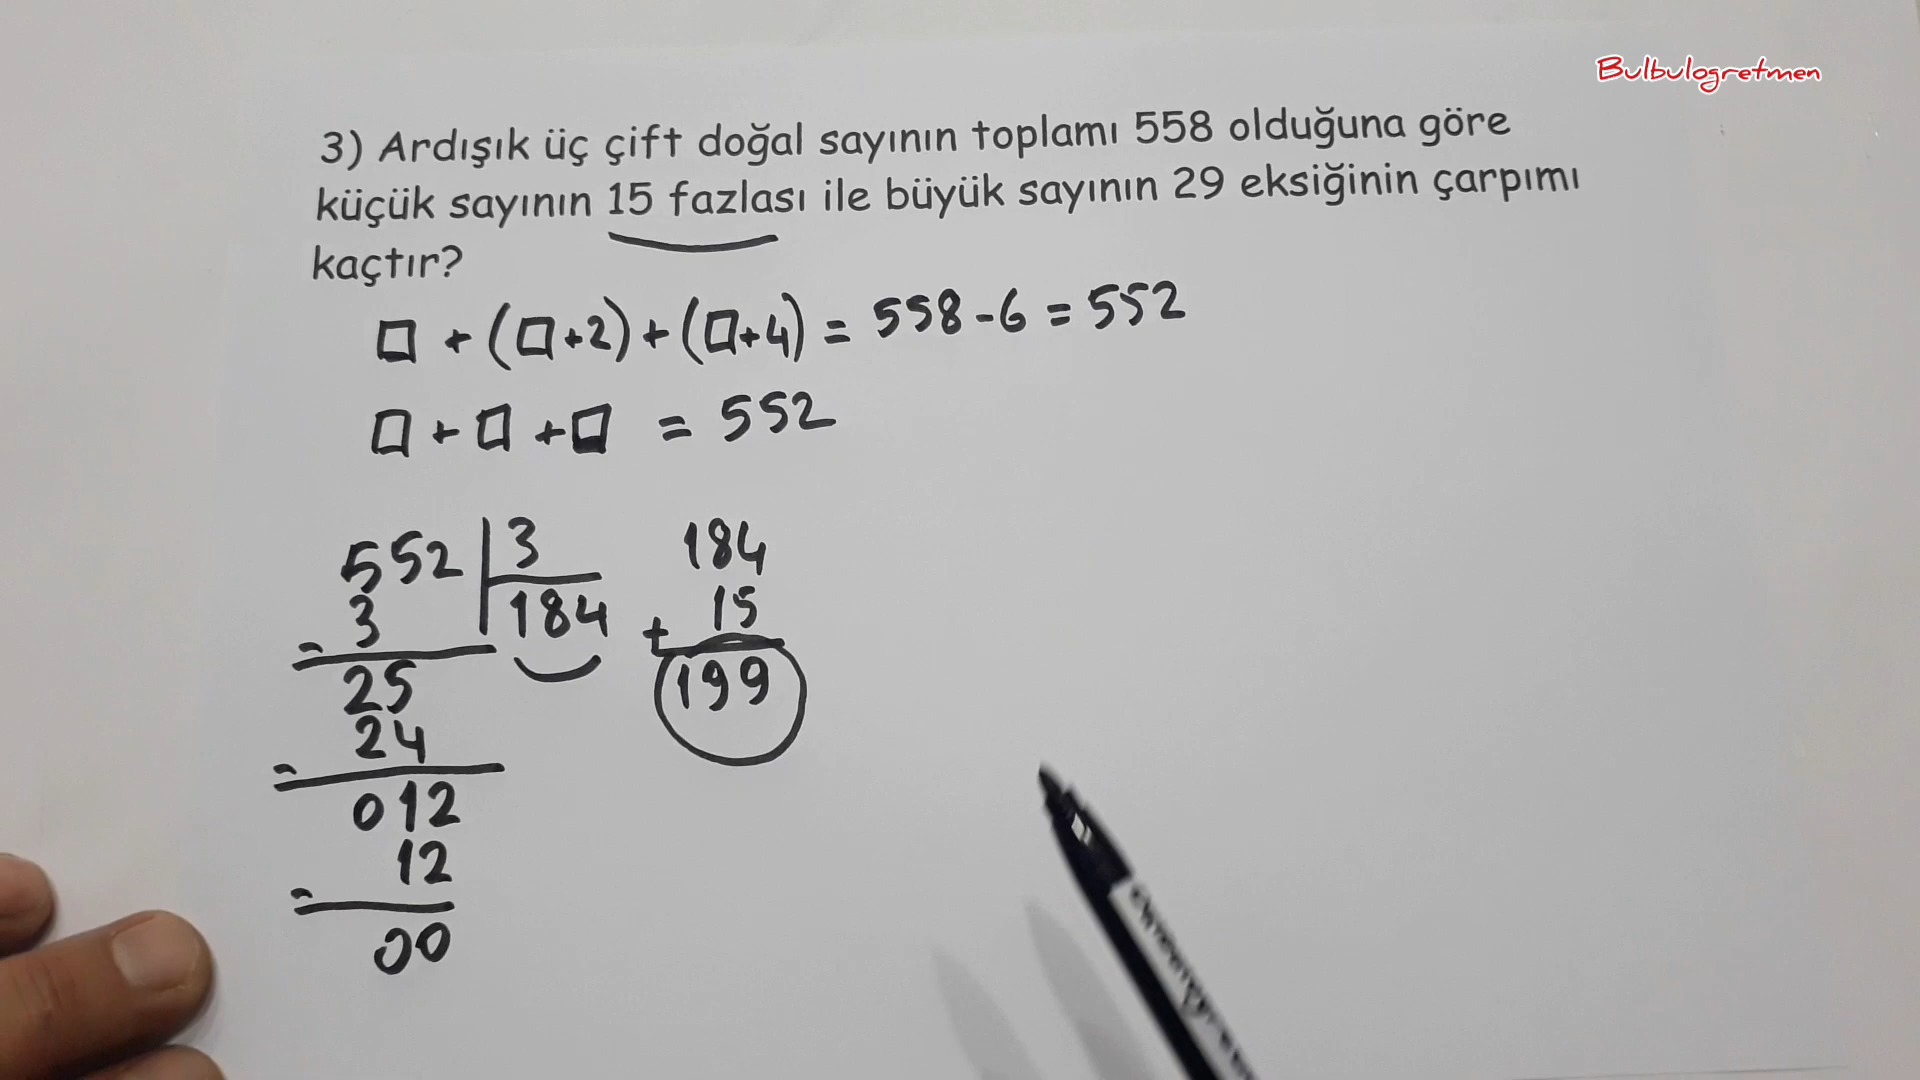 Bulbulogretmen
3) Ardışık üç çift doğal sayının toplamı 558 olduğuna göre
küçük sayının 15 fazlası ile büyük sayının 29 eksiğinin çarpımı
kaçtır?
□ + (□+2) + (□+4) = 558 - 6 = 552
□ + □ + □ = 552
552 | 3
- 3
184
25
- 24
012
- 12
00
184
+ 15
199